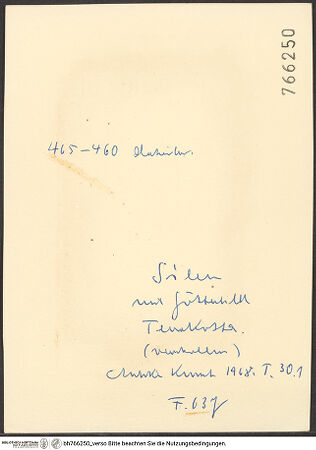 766250
465–460
Silen
mit Götterbild
Terrakotta.
(verschollen)
Antike Kunst 1968. T. 30.1
F. 637
bh766250_verso Bitte beachten Sie die Nutzungsbedingungen.